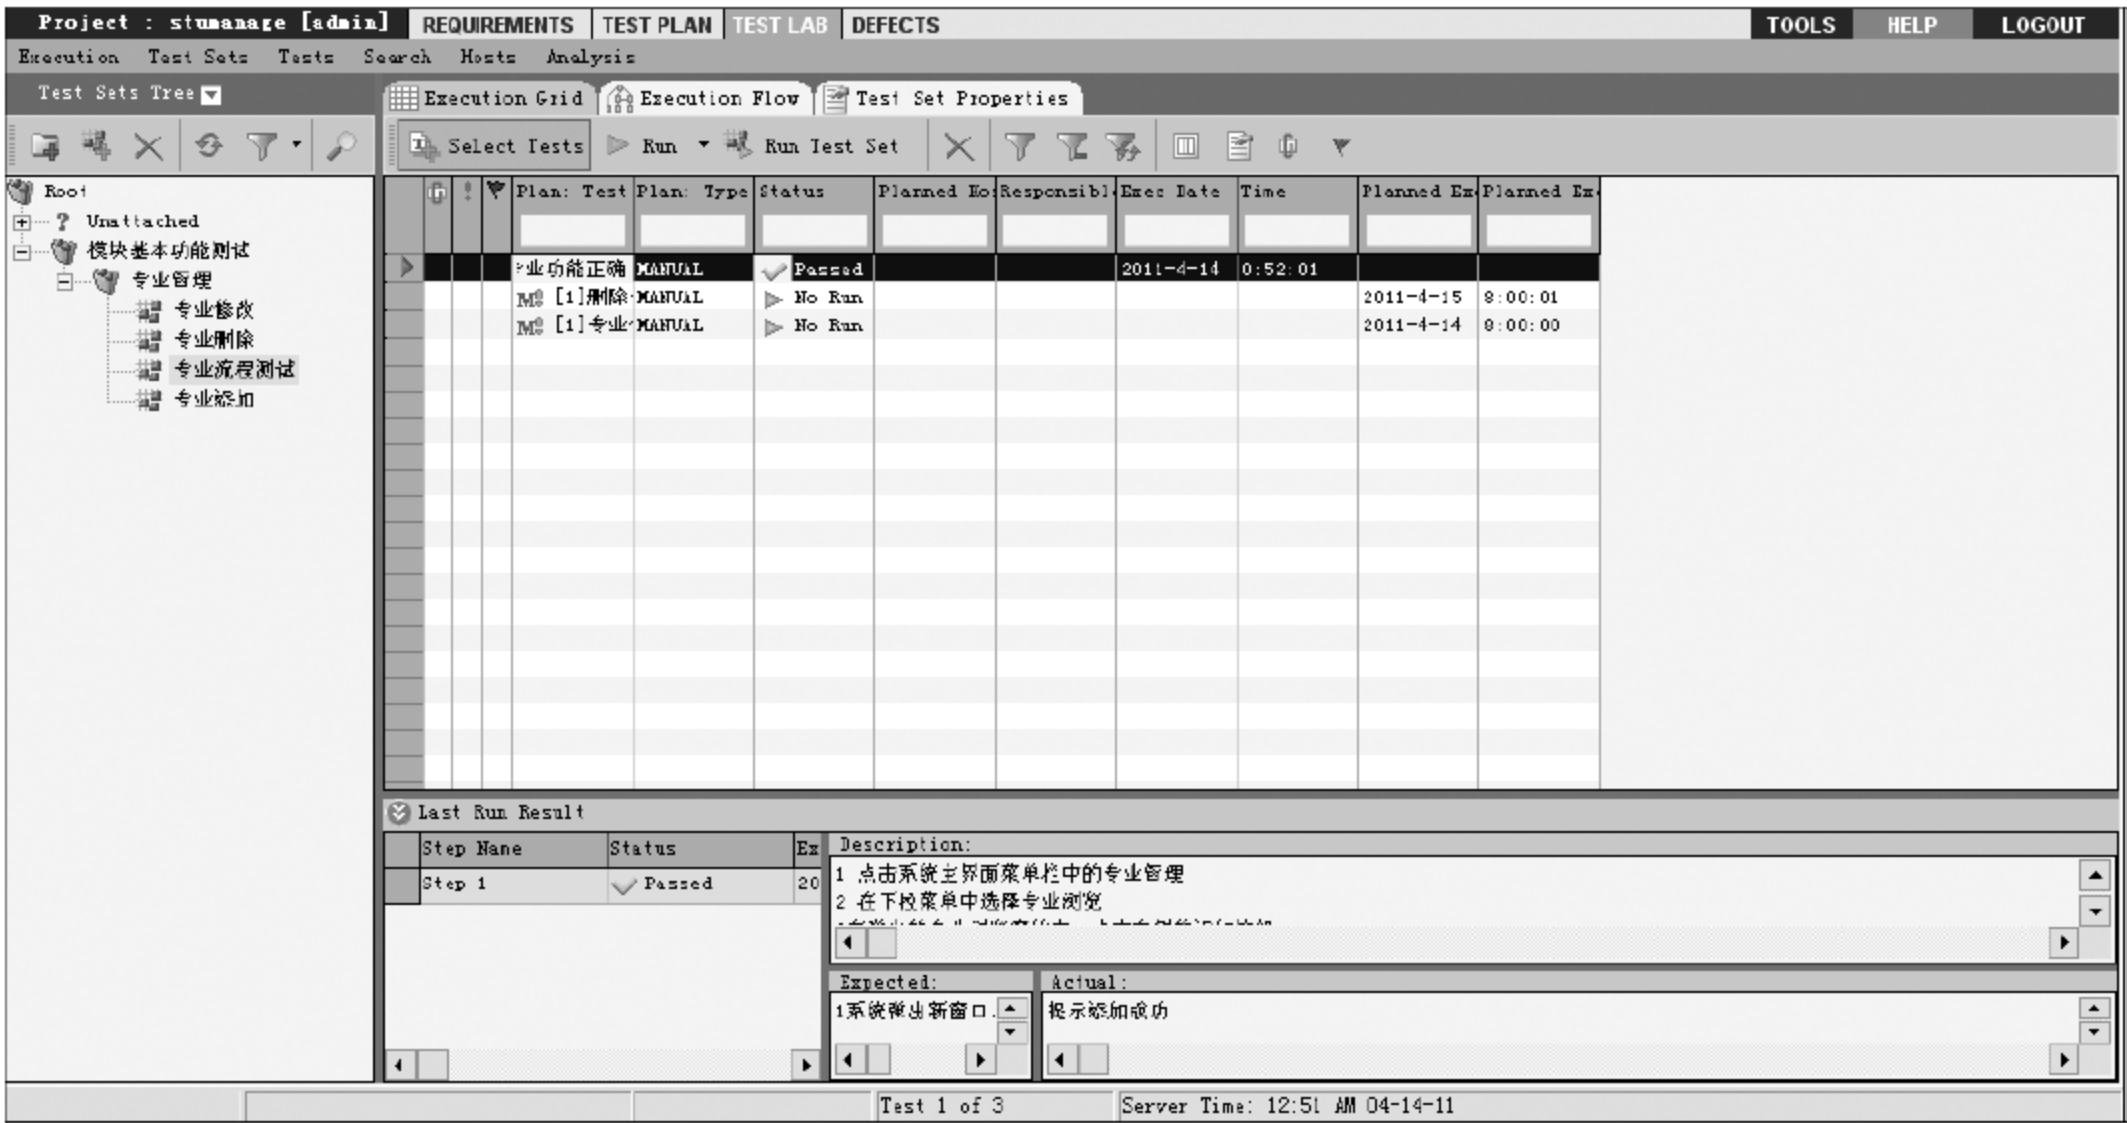 Project : stumanage [admin] REQUIREMENTS TEST PLAN TEST LAB DEFECTS TOOLS HELP LOGOUT
Execution Test Sets Tests Search Hosts Analysis
Test Sets Tree
Execution Grid Execution Flow Test Set Properties
Select Tests Run Run Test Set
Root
? Unattached
模块基本功能测试
专业管理
专业修改
专业删除
专业流程测试
专业添加
Plan: Test Plan: Type Status Planned Ho Responsibl Exec Date Time Planned Ex Planned Ex
业功能正确 MANUAL Passed 2011-4-14 0:52:01
[1]删除 MANUAL No Run 2011-4-15 8:00:01
[1]专业 MANUAL No Run 2011-4-14 8:00:00
Last Run Result
Step Name Status Ex
Step 1 Passed 20
Description:
1 点击系统主界面菜单栏中的专业管理
2 在下拉菜单中选择专业浏览
Expected:
1系统弹出新窗口.
Actual:
提示添加成功
Test 1 of 3
Server Time: 12:51 AM 04-14-11